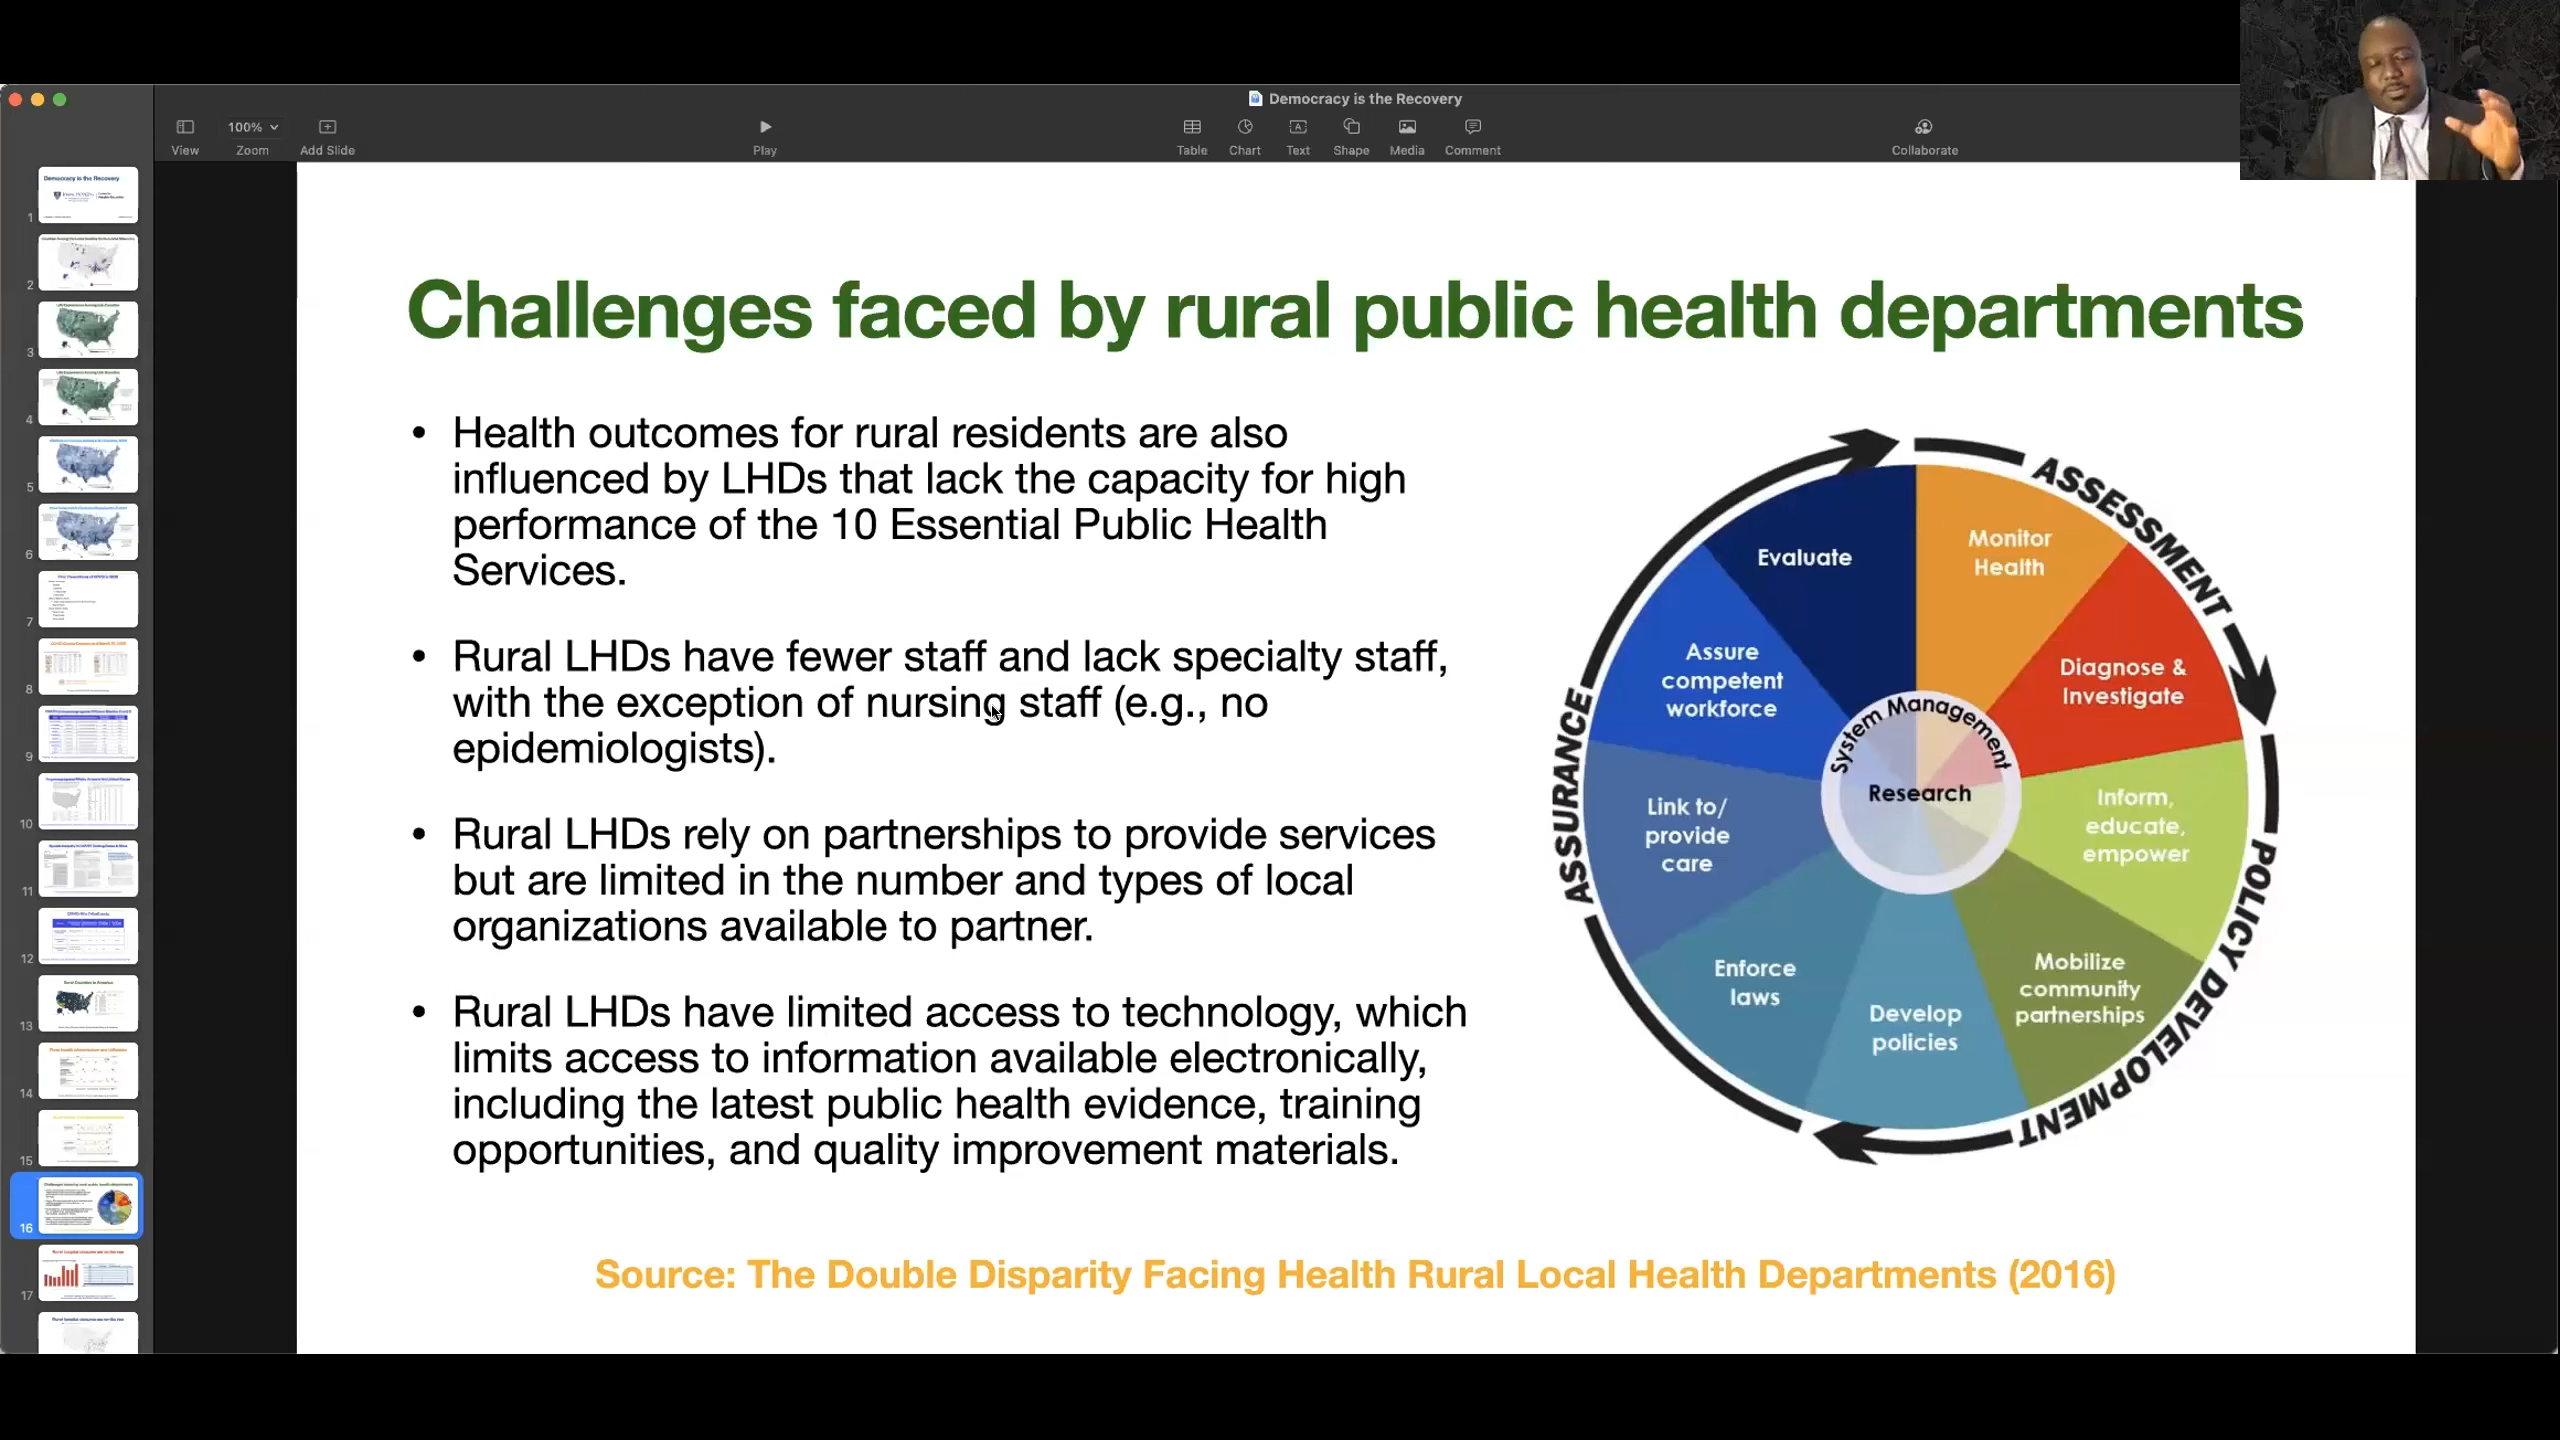 Democracy is the Recovery
100%
View
Zoom
Add Slide
Play
Table
Chart
Text
Shape
Media
Comment
Collaborate
Democracy is the Recovery
1
2
3
4
5
6
7
8
9
10
11
12
13
14
15
16
17
Challenges faced by rural public health departments
• Health outcomes for rural residents are also
influenced by LHDs that lack the capacity for high
performance of the 10 Essential Public Health
Services.
• Rural LHDs have fewer staff and lack specialty staff,
with the exception of nursing staff (e.g., no
epidemiologists).
• Rural LHDs rely on partnerships to provide services
but are limited in the number and types of local
organizations available to partner.
• Rural LHDs have limited access to technology, which
limits access to information available electronically,
including the latest public health evidence, training
opportunities, and quality improvement materials.
ASSESSMENT
POLICY DEVELOPMENT
ASSURANCE
Evaluate
Monitor
Health
Diagnose &
Investigate
Inform,
educate,
empower
Mobilize
community
partnerships
Develop
policies
Enforce
laws
Link to/
provide
care
Assure
competent
workforce
System Management
Research
Source: The Double Disparity Facing Health Rural Local Health Departments (2016)